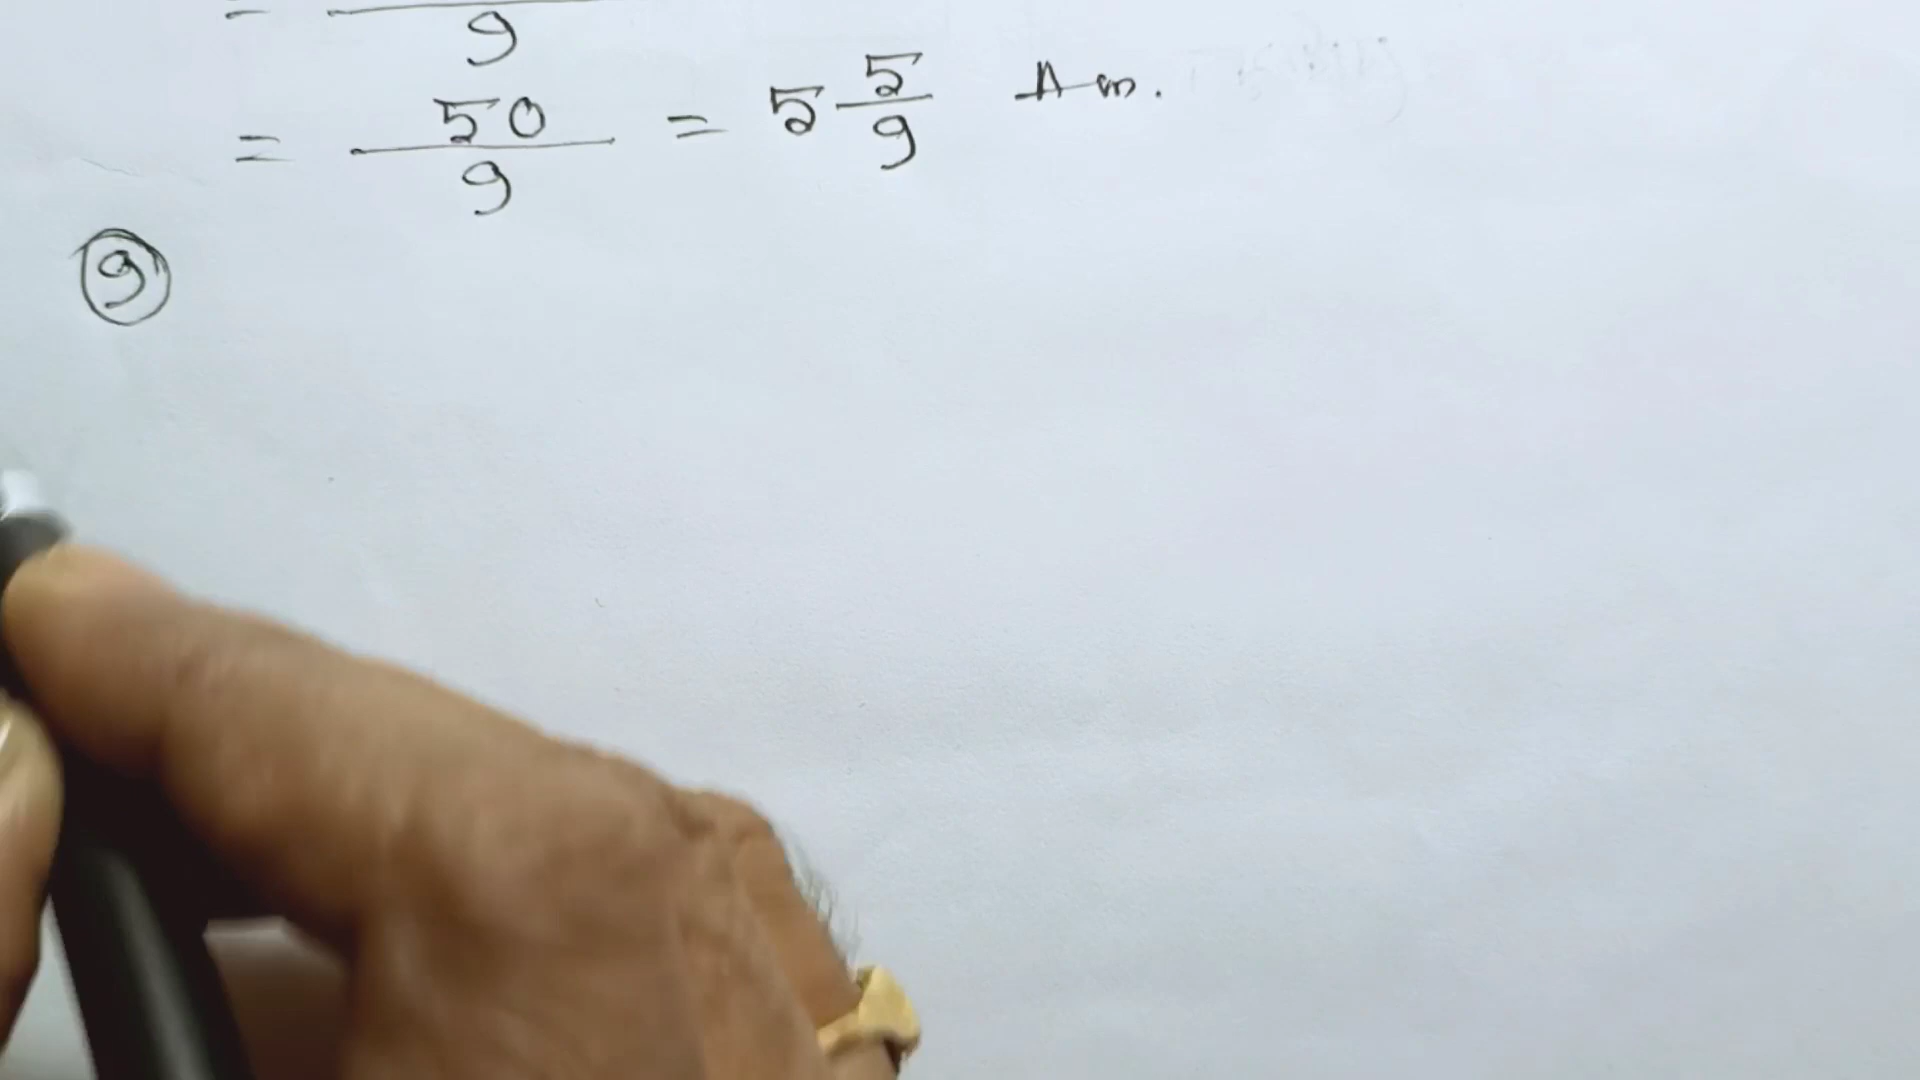 = ——
9
= 50/9 = 5 5/9 Ans.
9